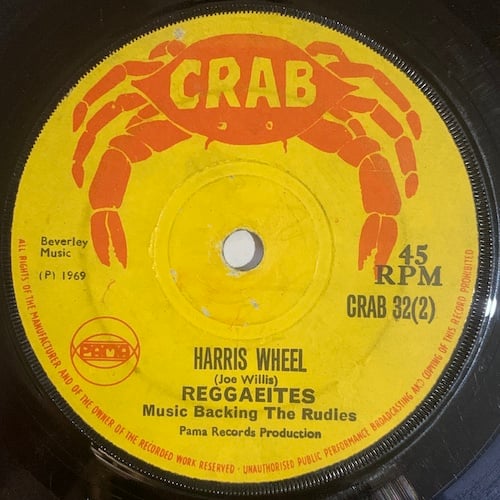 CRAB
Beverley
Music
(P) 1969
45
RPM
CRAB 32(2)
PAMA
HARRIS WHEEL
(Joe Willis)
REGGAEITES
Music Backing The Rudies
Pama Records Production
ALL RIGHTS OF THE MANUFACTURER AND OF THE OWNER OF THE RECORDED WORK RESERVED · UNAUTHORISED PUBLIC PERFORMANCE BROADCASTING AND COPYING OF THIS RECORD PROHIBITED